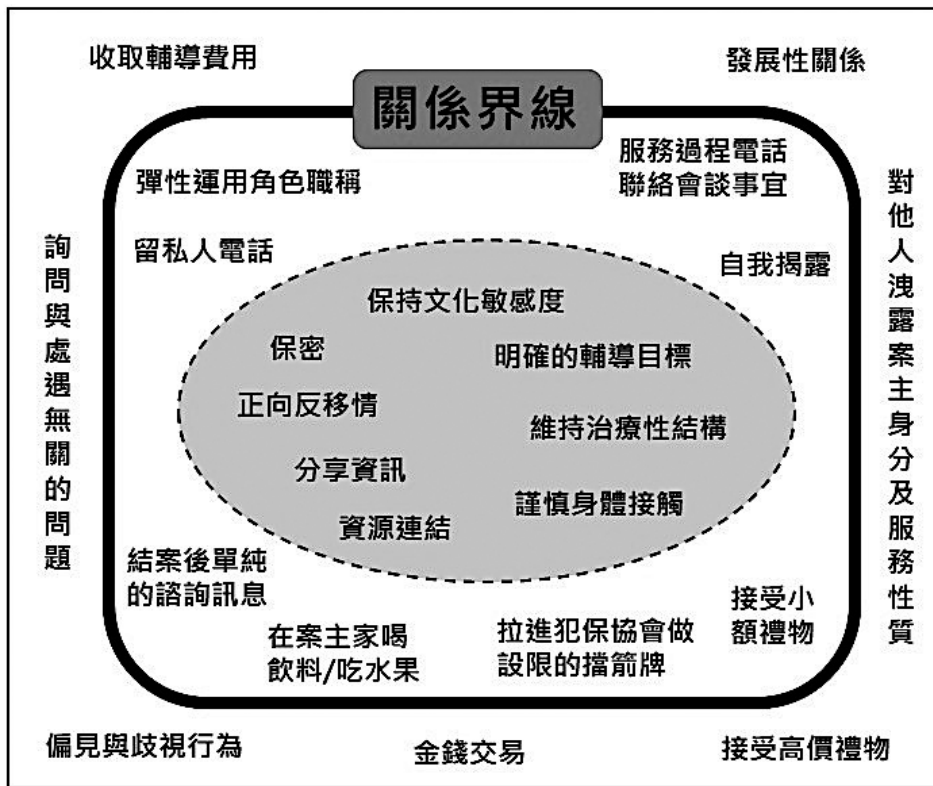 收取輔導費用
發展性關係
關係界線
彈性運用角色職稱
服務過程電話
聯絡會談事宜
留私人電話
自我揭露
詢問與處遇無關的問題
對他人洩露案主身分及服務性質
保持文化敏感度
保密
明確的輔導目標
正向反移情
維持治療性結構
分享資訊
謹慎身體接觸
資源連結
結案後單純
的諮詢訊息
在案主家喝
飲料/吃水果
拉進犯保協會做
設限的擋箭牌
接受小
額禮物
偏見與歧視行為
金錢交易
接受高價禮物